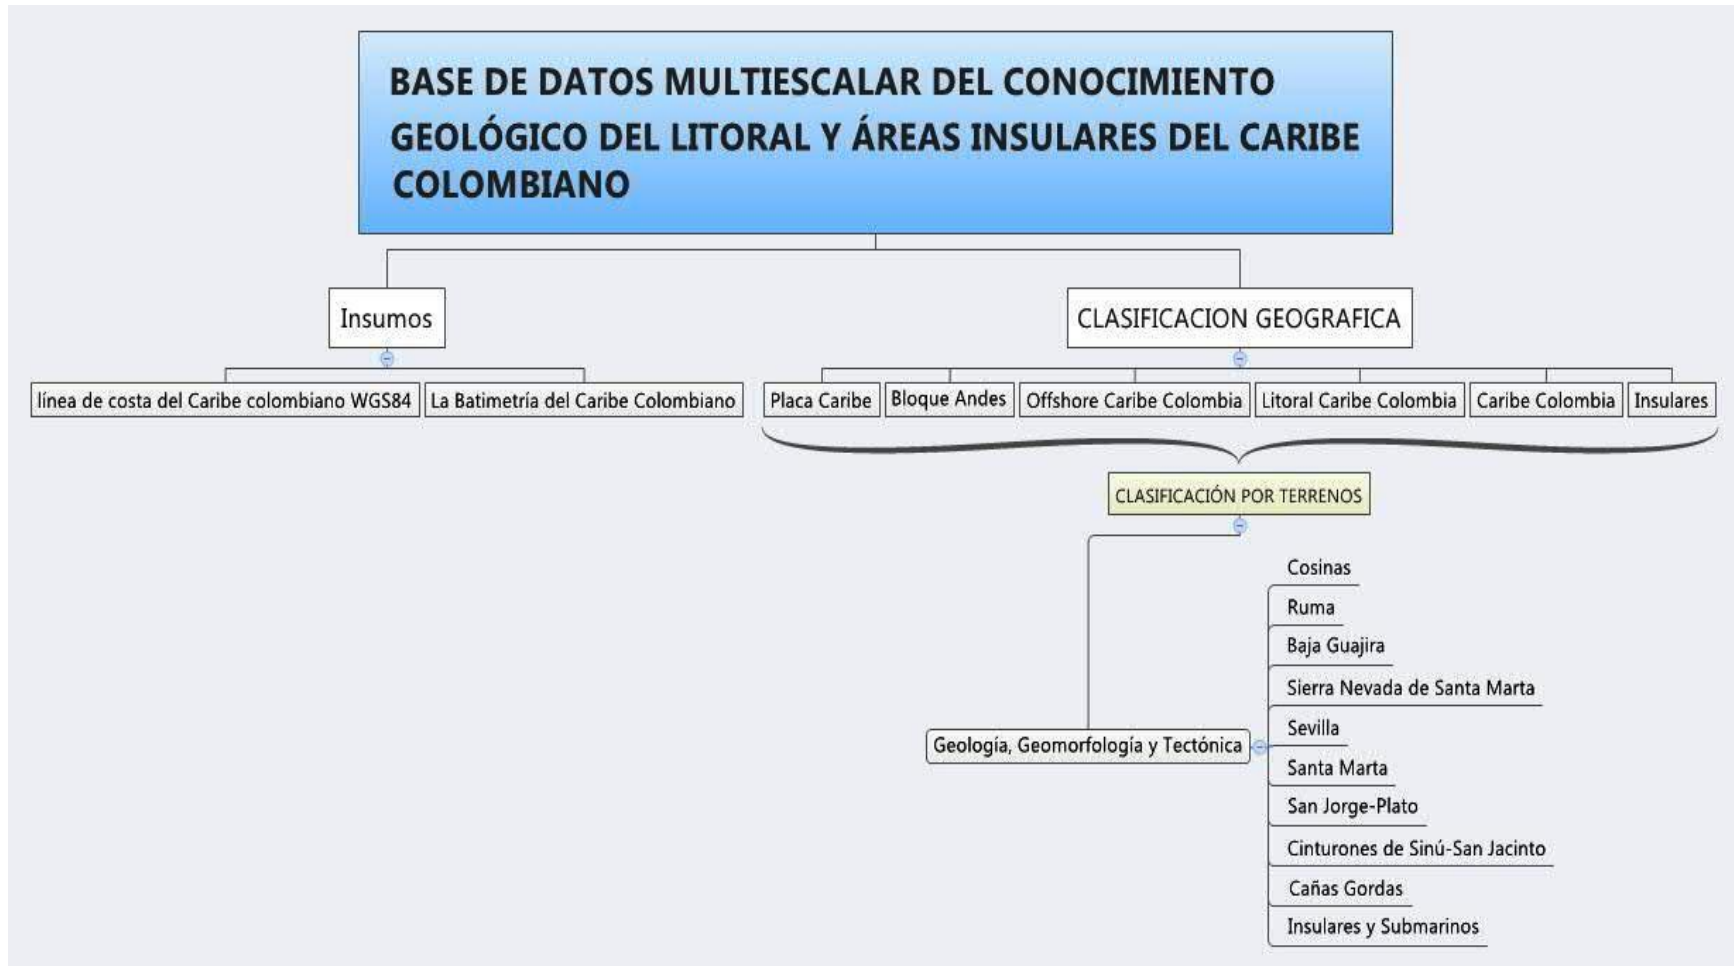 BASE DE DATOS MULTIESCALAR DEL CONOCIMIENTO
GEOLÓGICO DEL LITORAL Y ÁREAS INSULARES DEL CARIBE
COLOMBIANO
Insumos
CLASIFICACION GEOGRAFICA
línea de costa del Caribe colombiano WGS84
La Batimetría del Caribe Colombiano
Placa Caribe
Bloque Andes
Offshore Caribe Colombia
Litoral Caribe Colombia
Caribe Colombia
Insulares
CLASIFICACIÓN POR TERRENOS
Geología, Geomorfología y Tectónica
Cosinas
Ruma
Baja Guajira
Sierra Nevada de Santa Marta
Sevilla
Santa Marta
San Jorge-Plato
Cinturones de Sinú-San Jacinto
Cañas Gordas
Insulares y Submarinos